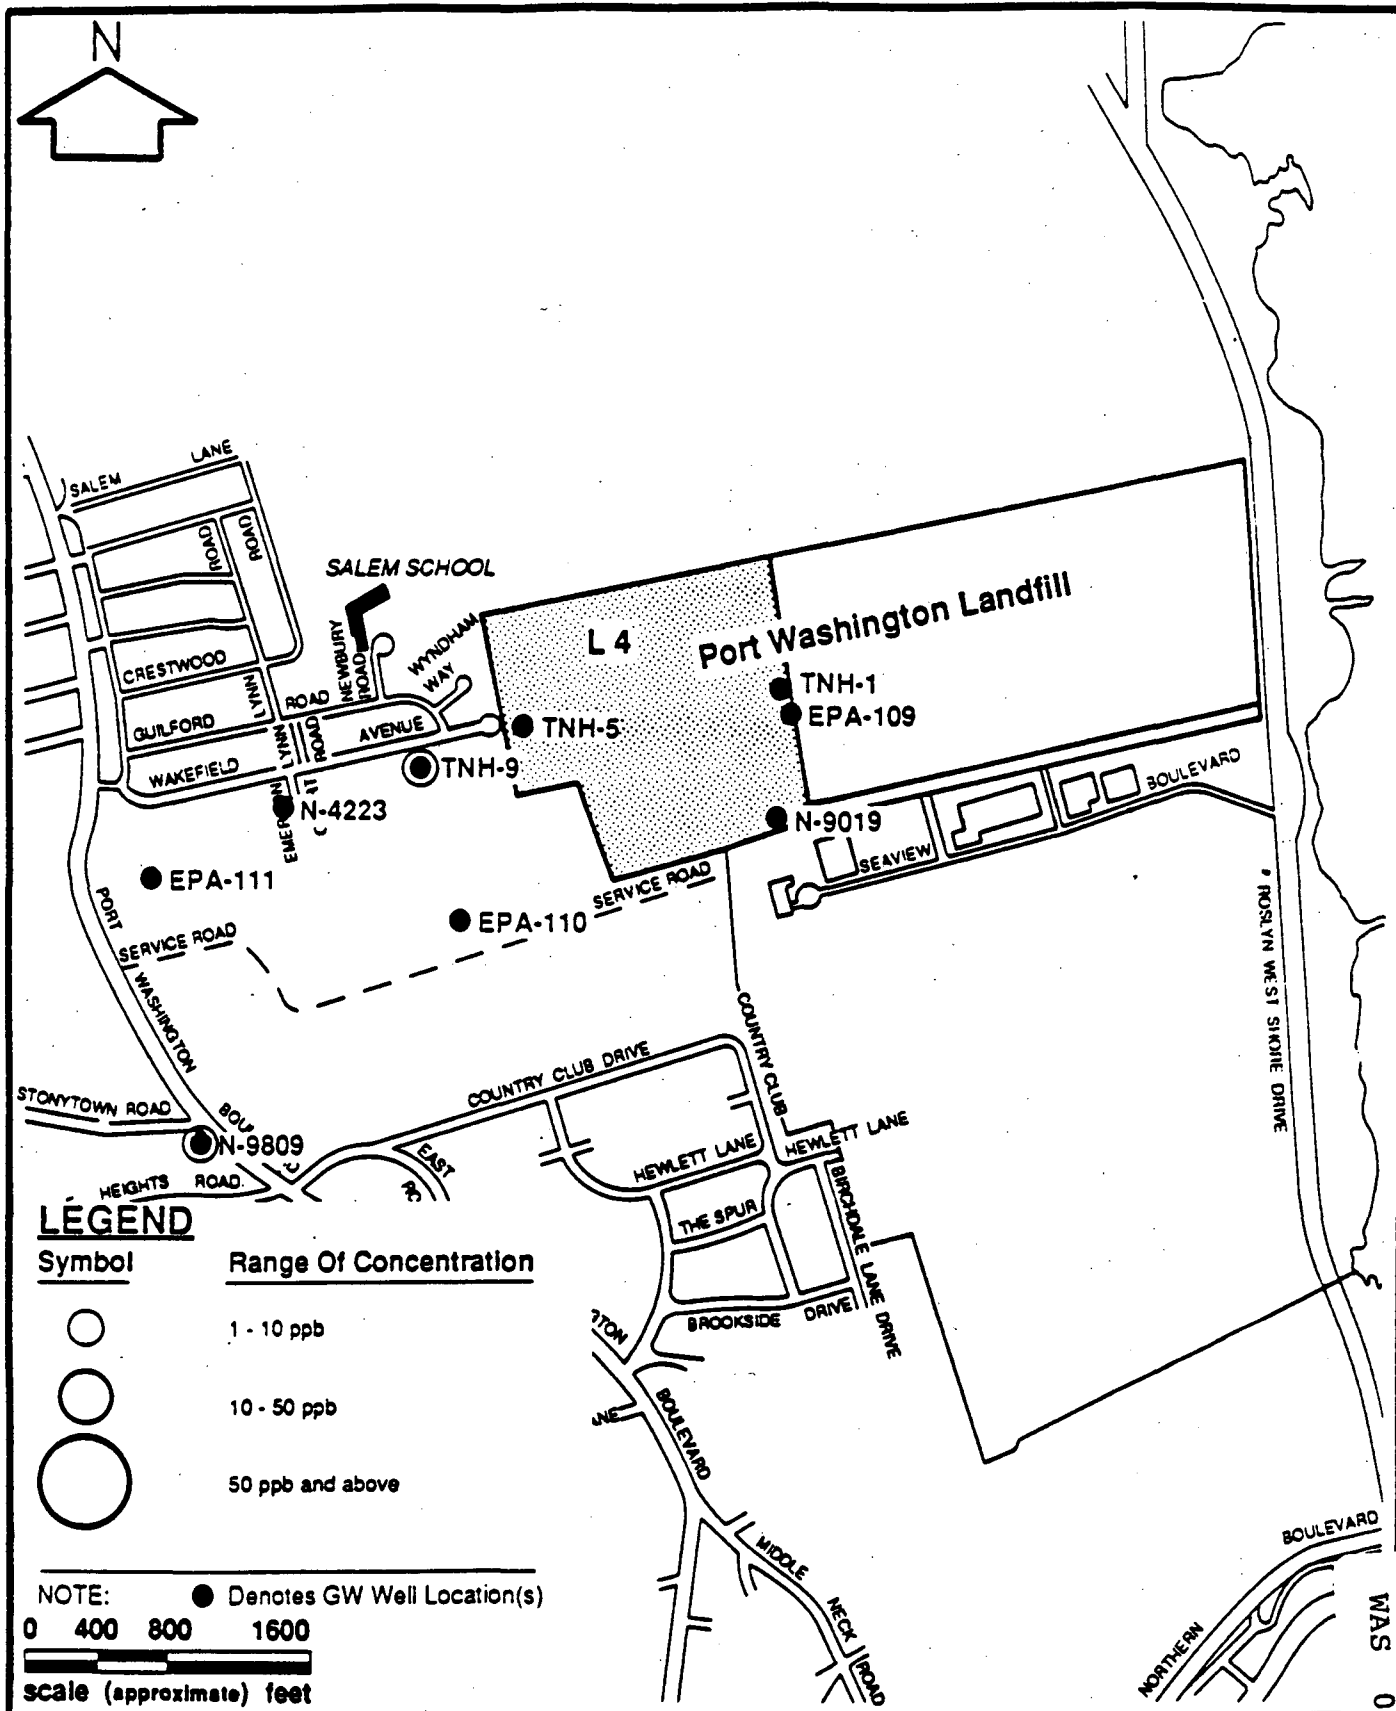 N
SALEM LANE
ROAD
ROAD
SALEM SCHOOL
CRESTWOOD
LYNN
ROAD
NEWBURY
ROAD
WYNDHAM
WAY
GUILFORD
LYNN
ROAD
AVENUE
WAKEFIELD
L 4
Port Washington Landfill
TNH-1
EPA-109
TNH-5
TNH-9
N-4223
N-9019
BOULEVARD
SEAVIEW
EPA-111
EPA-110
SERVICE ROAD
SERVICE ROAD
PORT
WASHINGTON
ROSLYN WEST SHORE DRIVE
COUNTRY CLUB
COUNTRY CLUB DRIVE
STONYTOWN ROAD
N-9809
EAST
HEWLETT LANE
HEWLETT LANE
HEIGHTS ROAD
BIRCHDALE LANE DRIVE
THE SPUR
BROOKSIDE DRIVE
LEGEND
Symbol Range Of Concentration
1 - 10 ppb
10 - 50 ppb
50 ppb and above
BOULEVARD
MIDDLE
NECK
ROAD
NORTHERN
BOULEVARD
NOTE: Denotes GW Well Location(s)
0 400 800 1600
scale (approximate) feet
WAS 0